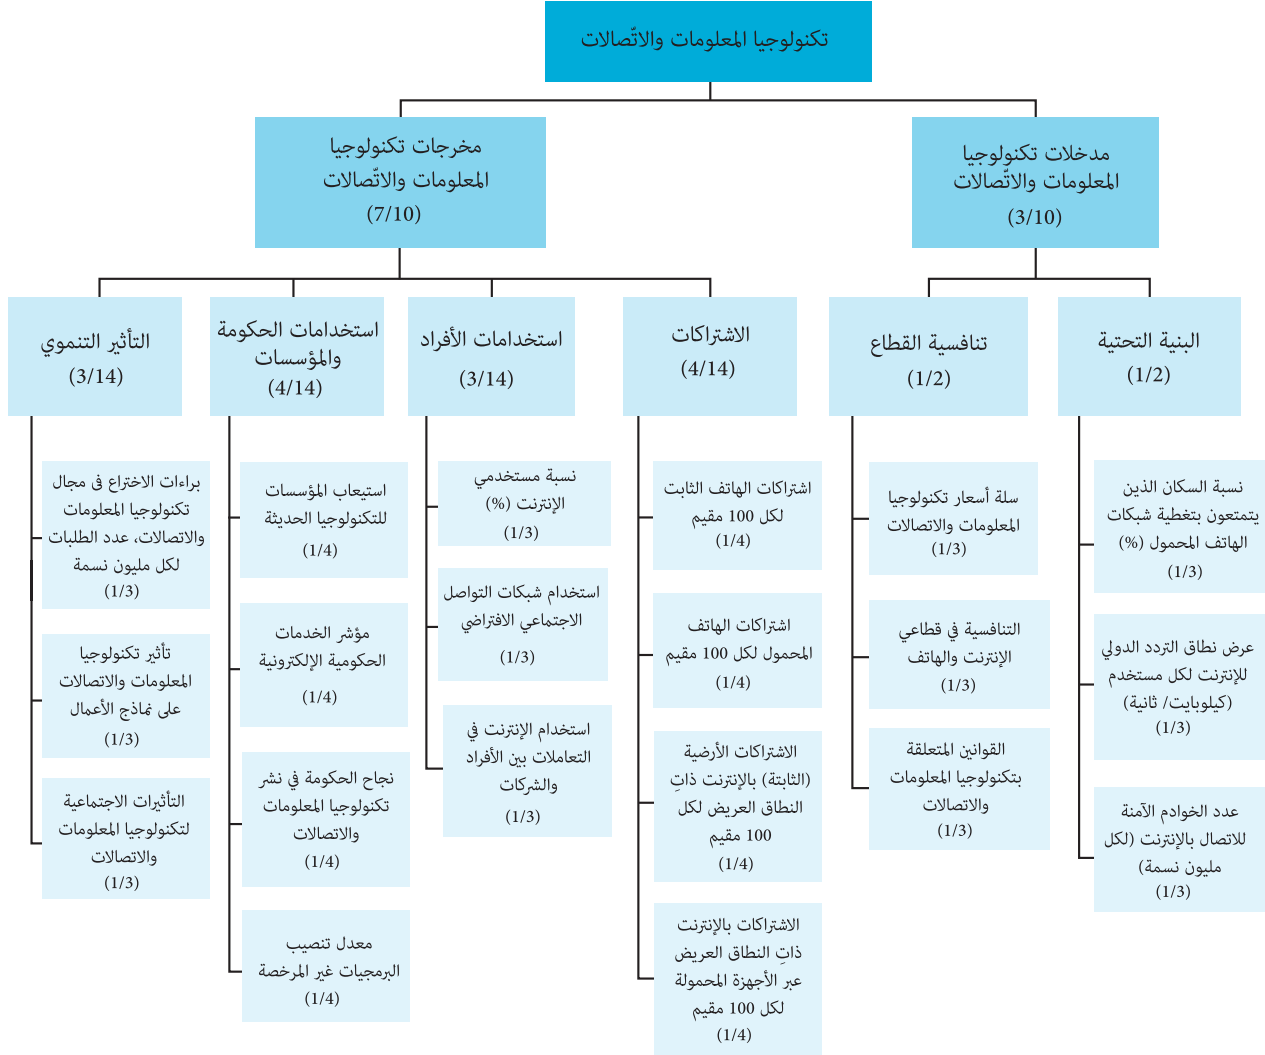 تكنولوجيا المعلومات والاتّصالات
مدخلات تكنولوجيا
المعلومات والاتّصالات
(3/10)
مخرجات تكنولوجيا
المعلومات والاتّصالات
(7/10)
البنية التحتية
(1/2)
تنافسية القطاع
(1/2)
الاشتراكات
(4/14)
استخدامات الأفراد
(3/14)
استخدامات الحكومة
والمؤسسات
(4/14)
التأثير التنموي
(3/14)
نسبة السكان الذين
يتمتعون بتغطية شبكات
الهاتف المحمول (%)
(1/3)
عرض نطاق التردد الدولي
للإنترنت لكل مستخدم
(كيلوبايت/ ثانية)
(1/3)
عدد الخوادم الآمنة
للاتصال بالإنترنت (لكل
مليون نسمة)
(1/3)
سلة أسعار تكنولوجيا
المعلومات والاتصالات
(1/3)
التنافسية في قطاعي
الإنترنت والهاتف
(1/3)
القوانين المتعلقة
بتكنولوجيا المعلومات
والاتصالات
(1/3)
اشتراكات الهاتف الثابت
لكل 100 مقيم
(1/4)
اشتراكات الهاتف
المحمول لكل 100 مقيم
(1/4)
الاشتراكات الأرضية
(الثابتة) بالإنترنت ذاتِ
النطاق العريض لكل
100 مقيم
(1/4)
الاشتراكات بالإنترنت
ذاتِ النطاق العريض
عبر الأجهزة المحمولة
لكل 100 مقيم
(1/4)
نسبة مستخدمي
الإنترنت (%)
(1/3)
استخدام شبكات التواصل
الاجتماعي الافتراضي
(1/3)
استخدام الإنترنت في
التعاملات بين الأفراد
والشركات
(1/3)
استيعاب المؤسسات
للتكنولوجيا الحديثة
(1/4)
مؤشر الخدمات
الحكومية الإلكترونية
(1/4)
نجاح الحكومة في نشر
تكنولوجيا المعلومات
والاتصالات
(1/4)
معدل تنصيب
البرمجيات غير المرخصة
(1/4)
براءات الاختراع فى مجال
تكنولوجيا المعلومات
والاتصالات، عدد الطلبات
لكل مليون نسمة
(1/3)
تأثير تكنولوجيا
المعلومات والاتصالات
على نماذج الأعمال
(1/3)
التأثيرات الاجتماعية
لتكنولوجيا المعلومات
والاتصالات
(1/3)